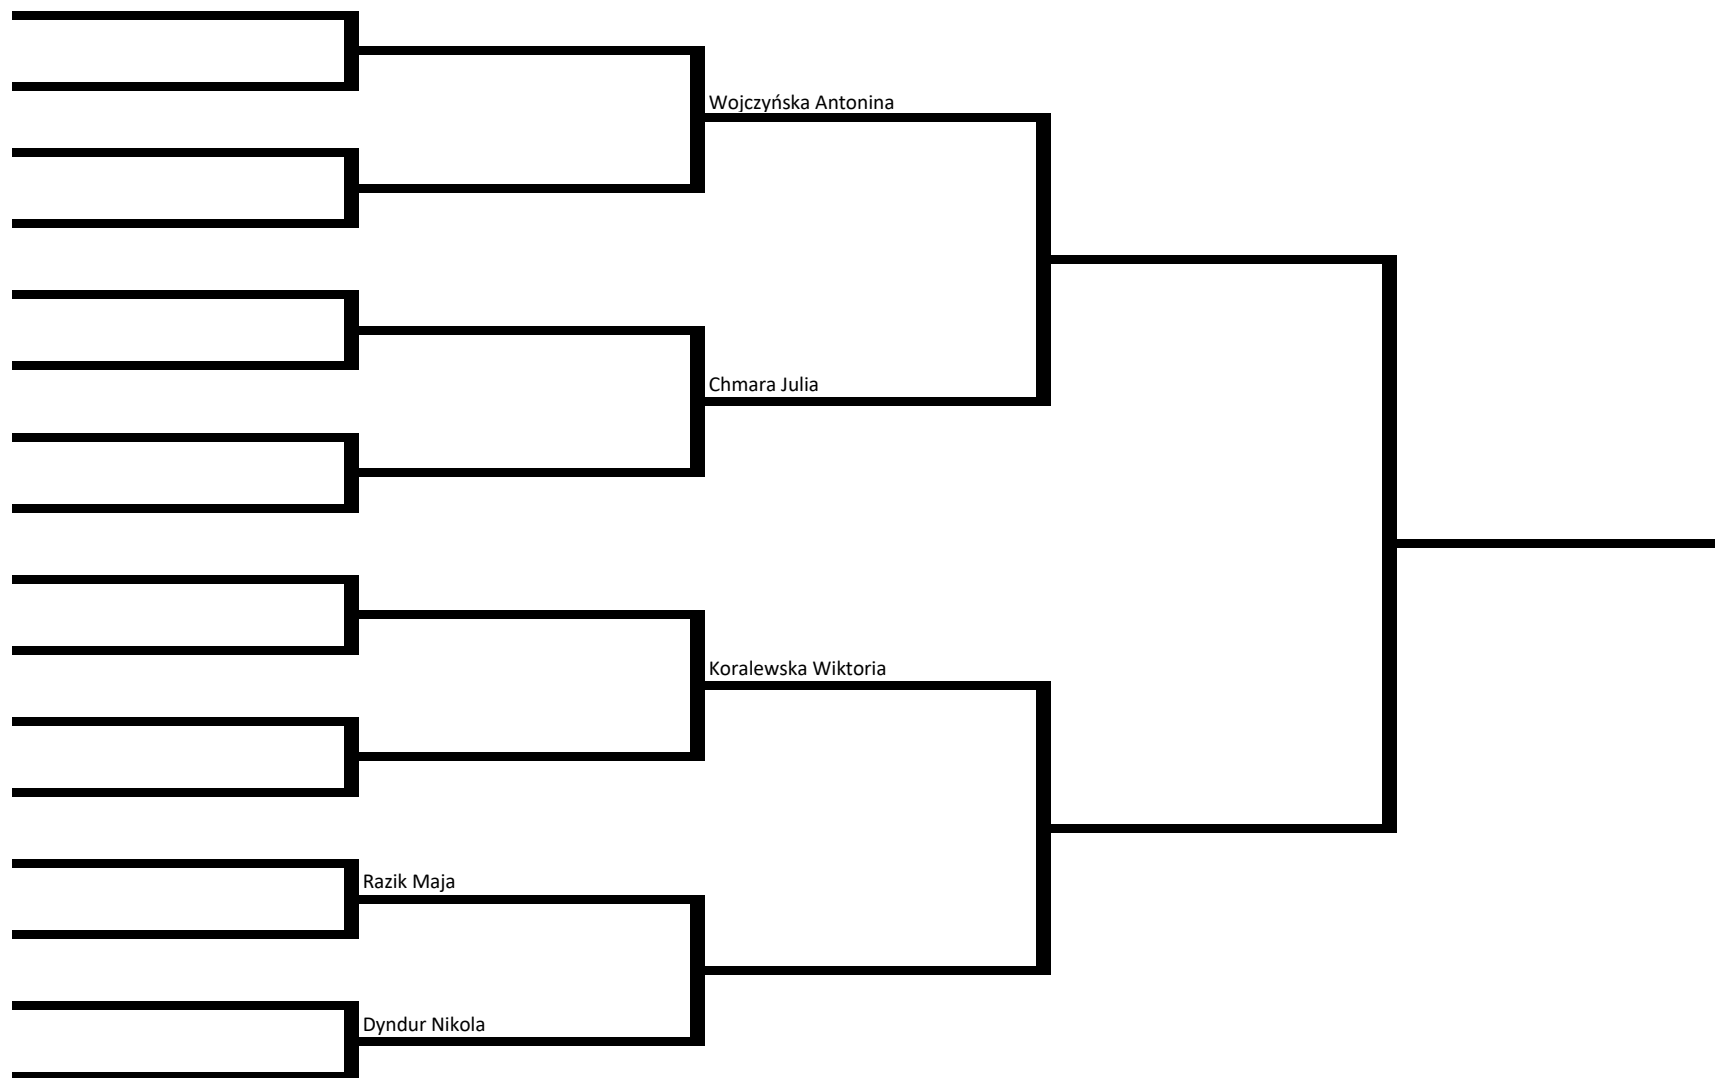 Wojczyńska Antonina
Chmara Julia
Koralewska Wiktoria
Razik Maja
Dyndur Nikola